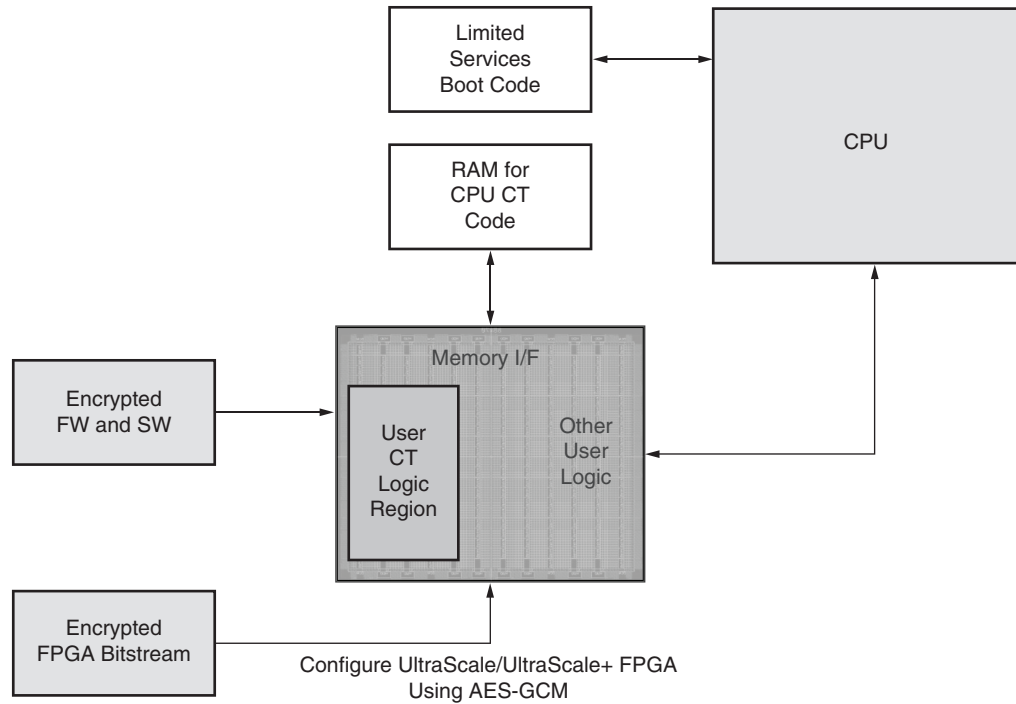 Limited
Services
Boot Code
CPU
RAM for
CPU CT
Code
Memory I/F
Encrypted
FW and SW
User
CT
Logic
Region
Other
User
Logic
Encrypted
FPGA Bitstream
Configure UltraScale/UltraScale+ FPGA
Using AES-GCM